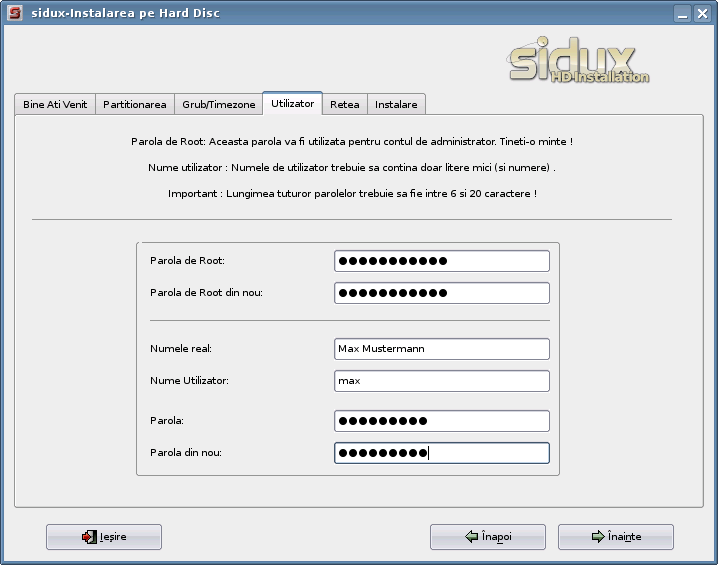 sidux-Instalarea pe Hard Disc
sidux
HD-Installation
Bine Ati Venit Partitionarea Grub/Timezone Utilizator Retea Instalare
Parola de Root: Aceasta parola va fi utilizata pentru contul de administrator. Tineti-o minte !
Nume utilizator : Numele de utilizator trebuie sa contina doar litere mici (si numere) .
Important : Lungimea tuturor parolelor trebuie sa fie intre 6 si 20 caractere !
Parola de Root: ●●●●●●●●●●●
Parola de Root din nou: ●●●●●●●●●●●
Numele real: Max Mustermann
Nume Utilizator: max
Parola: ●●●●●●●●●
Parola din nou: ●●●●●●●●●
Ieşire Înapoi Înainte